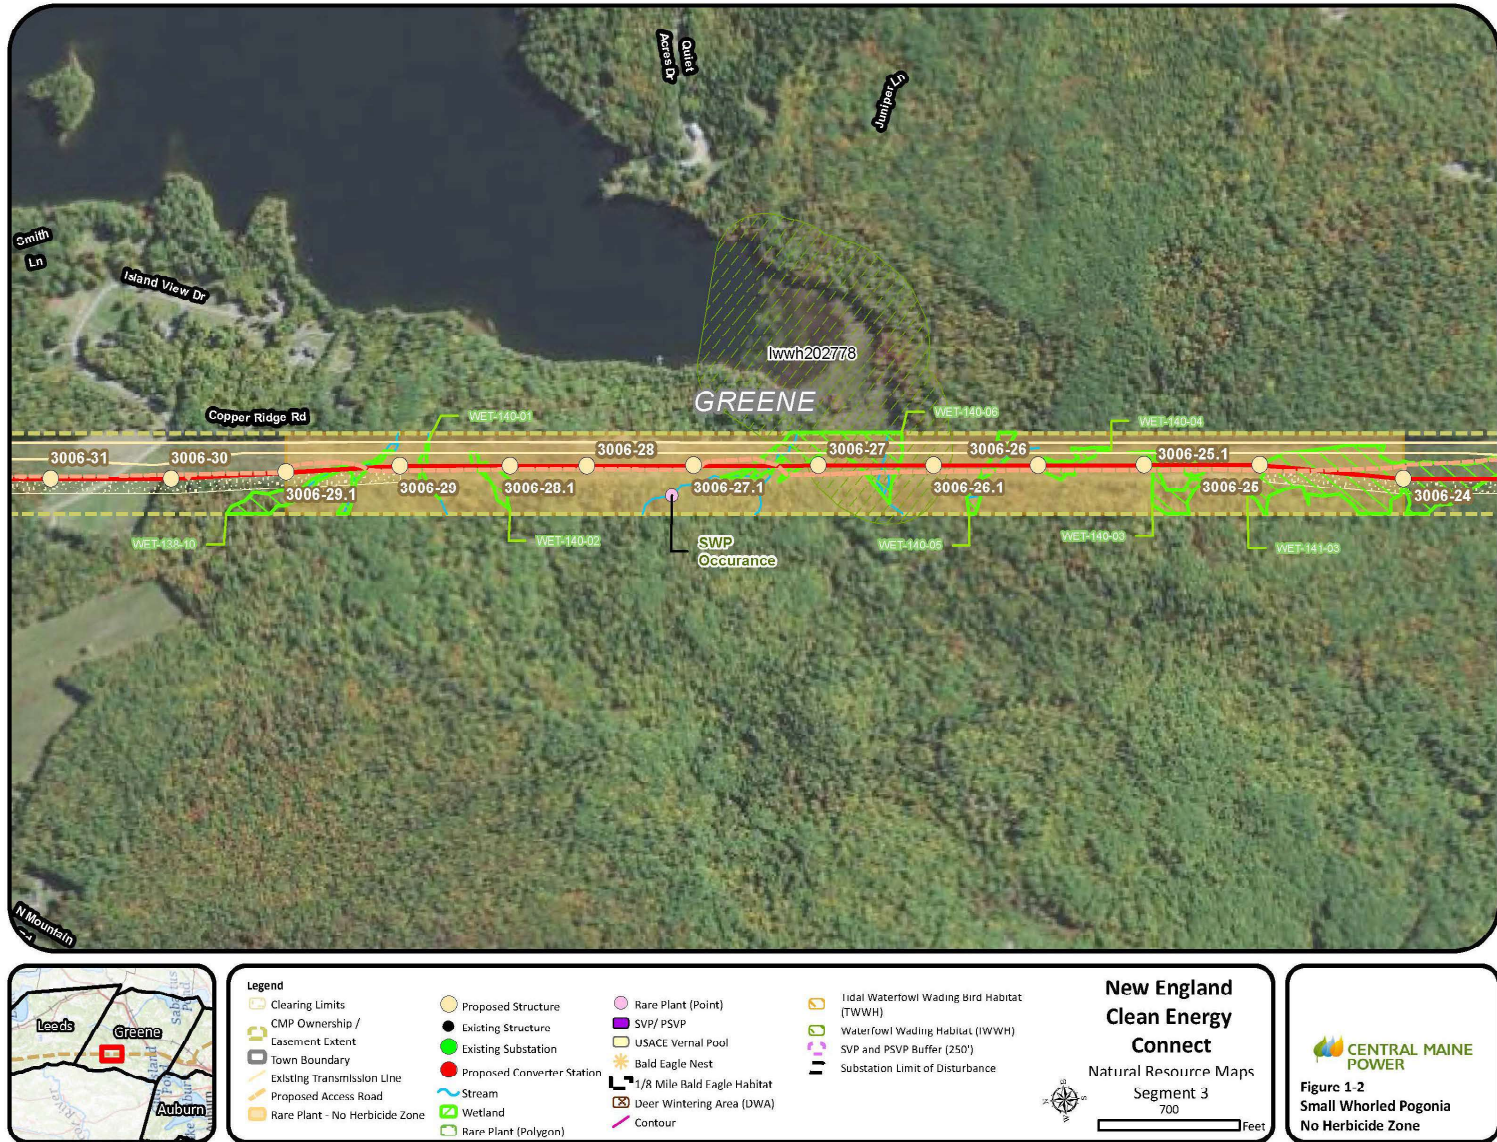 Acres Dr
Quiet
Juniper Ln
Smith
Ln
Island View Dr
Iwwh202778
GREENE
Copper Ridge Rd
WET-140-01
WET-140-06
WET-140-04
3006-31
3006-30
3006-28
3006-27
3006-26
3006-25.1
3006-29.1
3006-29
3006-28.1
3006-27.1
3006-26.1
3006-25
3006-24
WET-138-10
WET-140-02
SWP
Occurance
WET-140-05
WET-140-03
WET-141-03
N Mountain
Leeds
Greene
Auburn
Legend
Clearing Limits
CMP Ownership /
Easement Extent
Town Boundary
Existing Transmission Line
Proposed Access Road
Rare Plant - No Herbicide Zone
Proposed Structure
Existing Structure
Existing Substation
Proposed Converter Station
Stream
Wetland
Rare Plant (Polygon)
Rare Plant (Point)
SVP/ PSVP
USACE Vernal Pool
Bald Eagle Nest
1/8 Mile Bald Eagle Habitat
Deer Wintering Area (DWA)
Contour
Tidal Waterfowl Wading Bird Habitat
(TWWH)
Waterfowl Wading Habitat (IWWH)
SVP and PSVP Buffer (250')
Substation Limit of Disturbance
New England
Clean Energy
Connect
Natural Resource Maps
Segment 3
700
Feet
CENTRAL MAINE
POWER
Figure 1-2
Small Whorled Pogonia
No Herbicide Zone